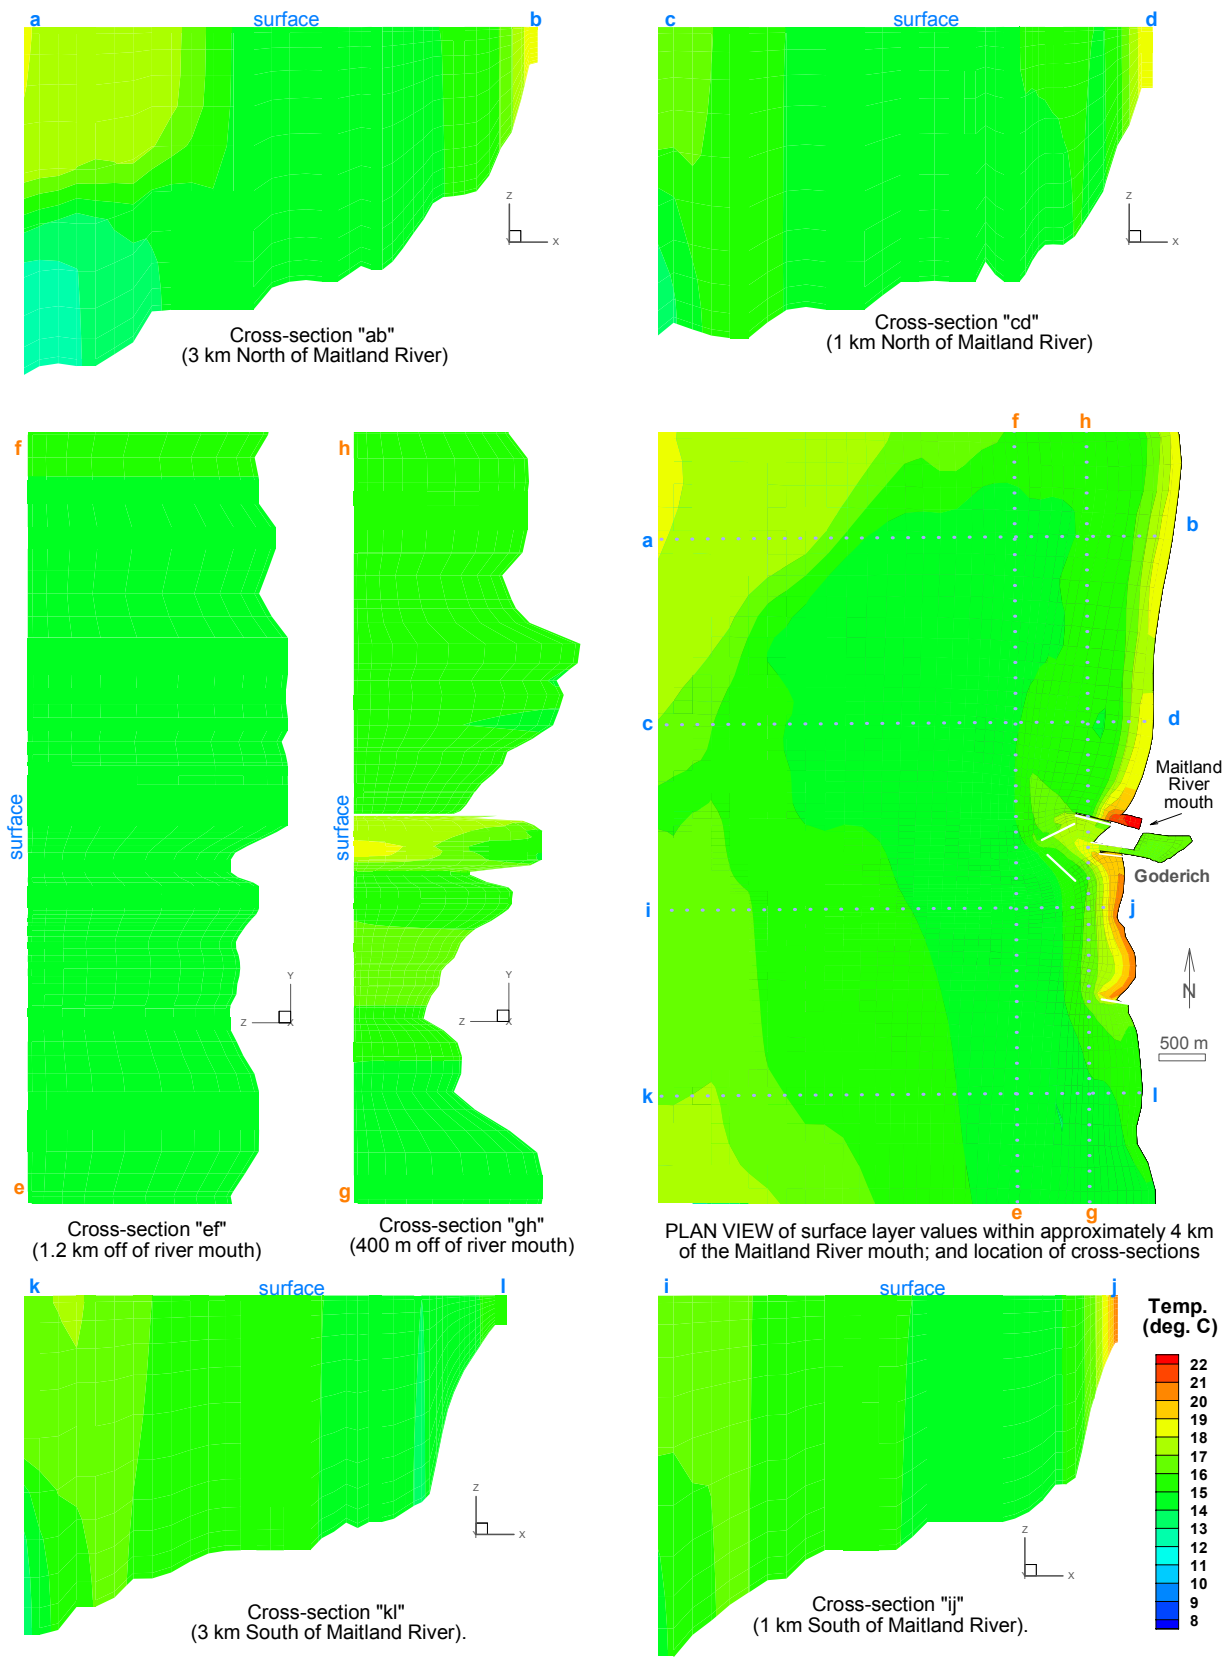 a
surface
b
c
surface
d
Z
Y
X
Z
Y
X
Cross-section "ab"
(3 km North of Maitland River)
Cross-section "cd"
(1 km North of Maitland River)
f
h
f
h
a
b
c
d
surface
surface
Maitland
River
mouth
Goderich
i
j
Y
Z
X
Y
Z
X
N
500 m
k
l
e
g
e
g
Cross-section "ef"
(1.2 km off of river mouth)
Cross-section "gh"
(400 m off of river mouth)
PLAN VIEW of surface layer values within approximately 4 km
of the Maitland River mouth; and location of cross-sections
k
surface
l
i
surface
j
Temp.
(deg. C)
22
21
20
19
18
17
16
15
14
13
12
11
10
9
8
Z
Y
X
Z
Y
X
Cross-section "kl"
(3 km South of Maitland River).
Cross-section "ij"
(1 km South of Maitland River).